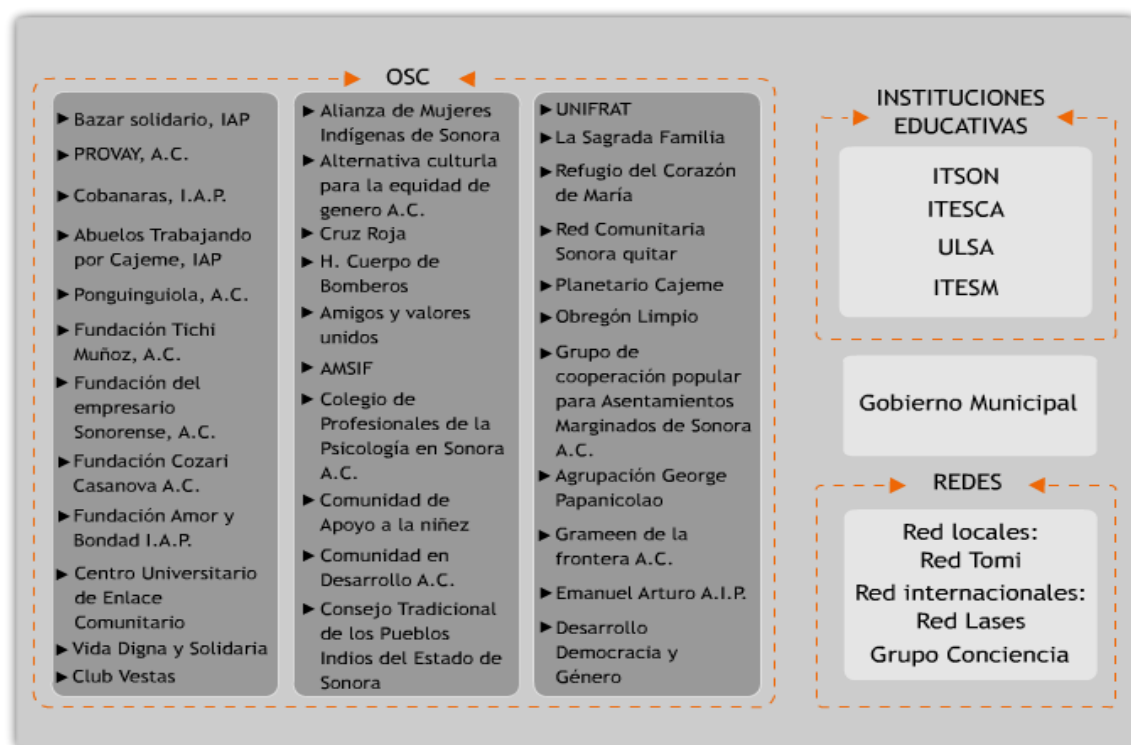 OSC
Bazar solidario, IAP
PROVAY, A.C.
Cobanaras, I.A.P.
Abuelos Trabajando
por Cajeme, IAP
Ponguinguiola, A.C.
Fundación Tichi
Muñoz, A.C.
Fundación del
empresario
Sonorense, A.C.
Fundación Cozari
Casanova A.C.
Fundación Amor y
Bondad I.A.P.
Centro Universitario
de Enlace
Comunitario
Vida Digna y Solidaria
Club Vestas
Alianza de Mujeres
Indígenas de Sonora
Alternativa culturla
para la equidad de
genero A.C.
Cruz Roja
H. Cuerpo de
Bomberos
Amigos y valores
unidos
AMSIF
Colegio de
Profesionales de la
Psicología en Sonora
A.C.
Comunidad de
Apoyo a la niñez
Comunidad en
Desarrollo A.C.
Consejo Tradicional
de los Pueblos
Indios del Estado de
Sonora
UNIFRAT
La Sagrada Familia
Refugio del Corazón
de María
Red Comunitaria
Sonora quitar
Planetario Cajeme
Obregón Limpio
Grupo de
cooperación popular
para Asentamientos
Marginados de Sonora
A.C.
Agrupación George
Papanicolao
Grameen de la
frontera A.C.
Emanuel Arturo A.I.P.
Desarrollo
Democracia y
Género
INSTITUCIONES
EDUCATIVAS
ITSON
ITESCA
ULSA
ITESM
Gobierno Municipal
REDES
Red locales:
Red Tomi
Red internacionales:
Red Lases
Grupo Conciencia